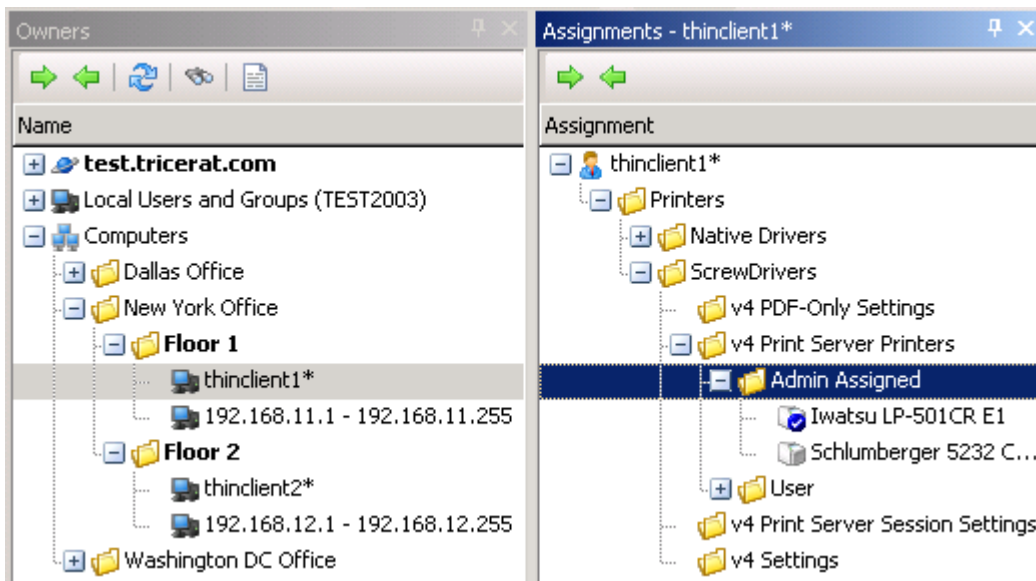 Owners
Name
test.tricerat.com
Local Users and Groups (TEST2003)
Computers
Dallas Office
New York Office
Floor 1
thinclient1*
192.168.11.1 - 192.168.11.255
Floor 2
thinclient2*
192.168.12.1 - 192.168.12.255
Washington DC Office
Assignments - thinclient1*
Assignment
thinclient1*
Printers
Native Drivers
ScrewDrivers
v4 PDF-Only Settings
v4 Print Server Printers
Admin Assigned
Iwatsu LP-501CR E1
Schlumberger 5232 C...
User
v4 Print Server Session Settings
v4 Settings